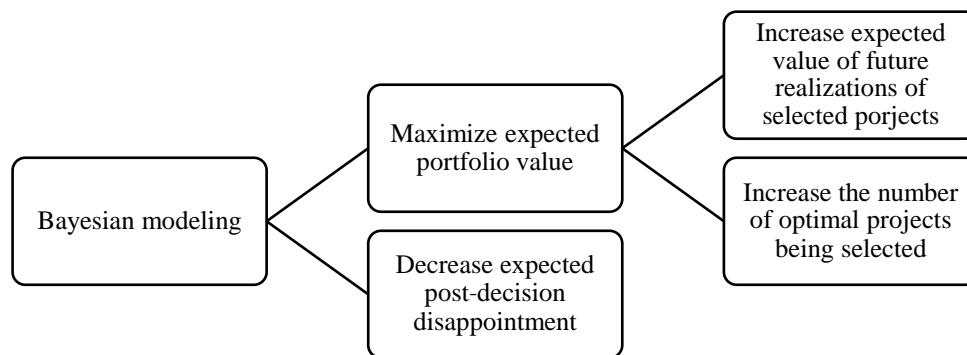 Bayesian modeling
Maximize expected
portfolio value
Decrease expected
post-decision
disappointment
Increase expected
value of future
realizations of
selected porjects
Increase the number
of optimal projects
being selected